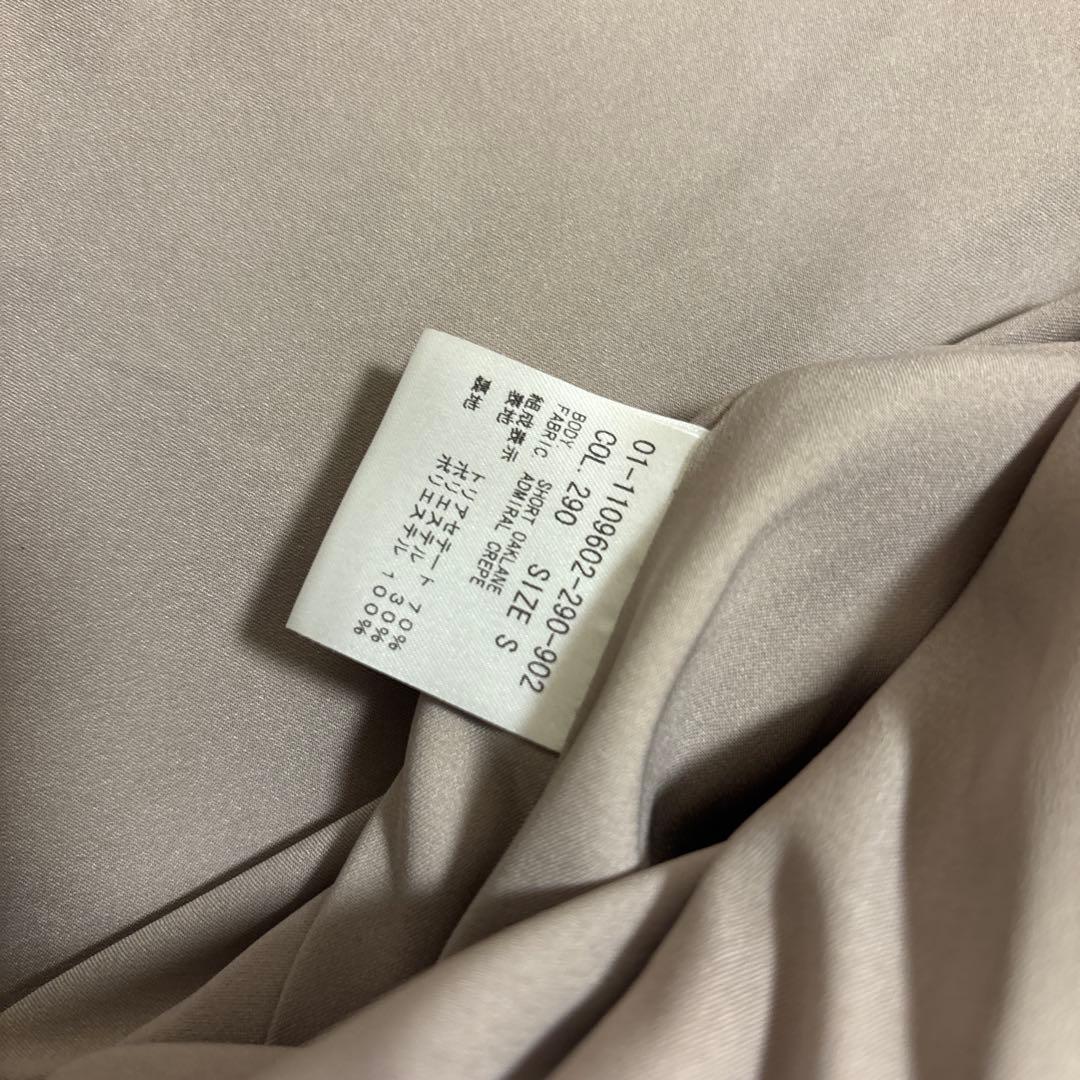 01-1109602-290-902
COL. 290 SIZE S
BODY. SHORT OAKLANE
FABRIC ADMIRAL CREPE
組成表示
表地 トリアセテート 70%
ポリエステル 30%
裏地 ポリエステル 100%